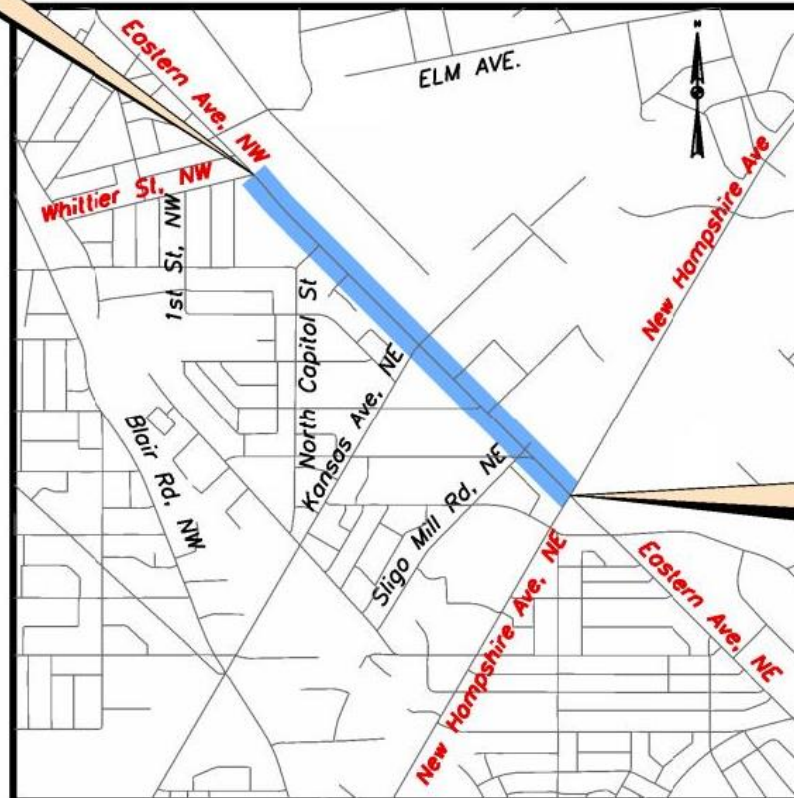 Eastern Ave, NW
ELM AVE.
N
New Hampshire Ave
Whittier St, NW
1st St, NW
North Capitol St
Kansas Ave, NE
Blair Rd, NW
Sligo Mill Rd, NE
New Hampshire Ave, NE
Eastern Ave, NE